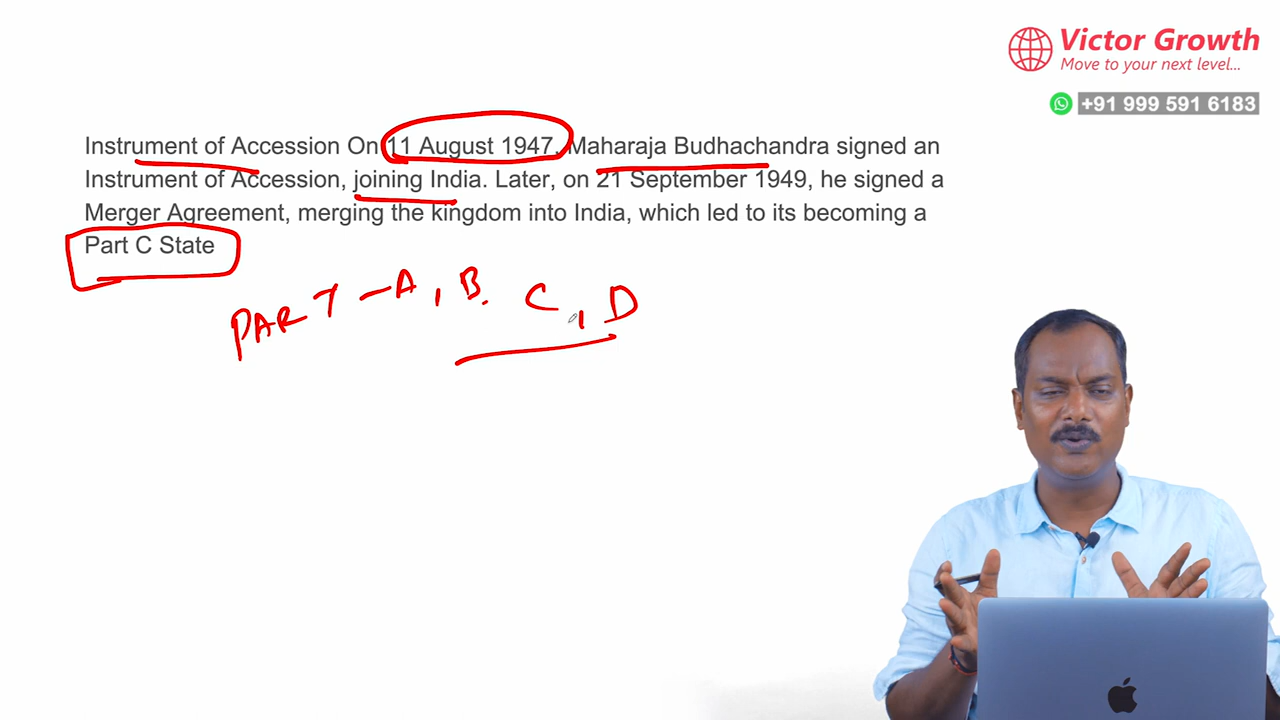 Victor Growth
Move to your next level...
+91 999 591 6183
Instrument of Accession On 11 August 1947, Maharaja Budhachandra signed an
Instrument of Accession, joining India. Later, on 21 September 1949, he signed a
Merger Agreement, merging the kingdom into India, which led to its becoming a
Part C State
PART - A, B. C, D